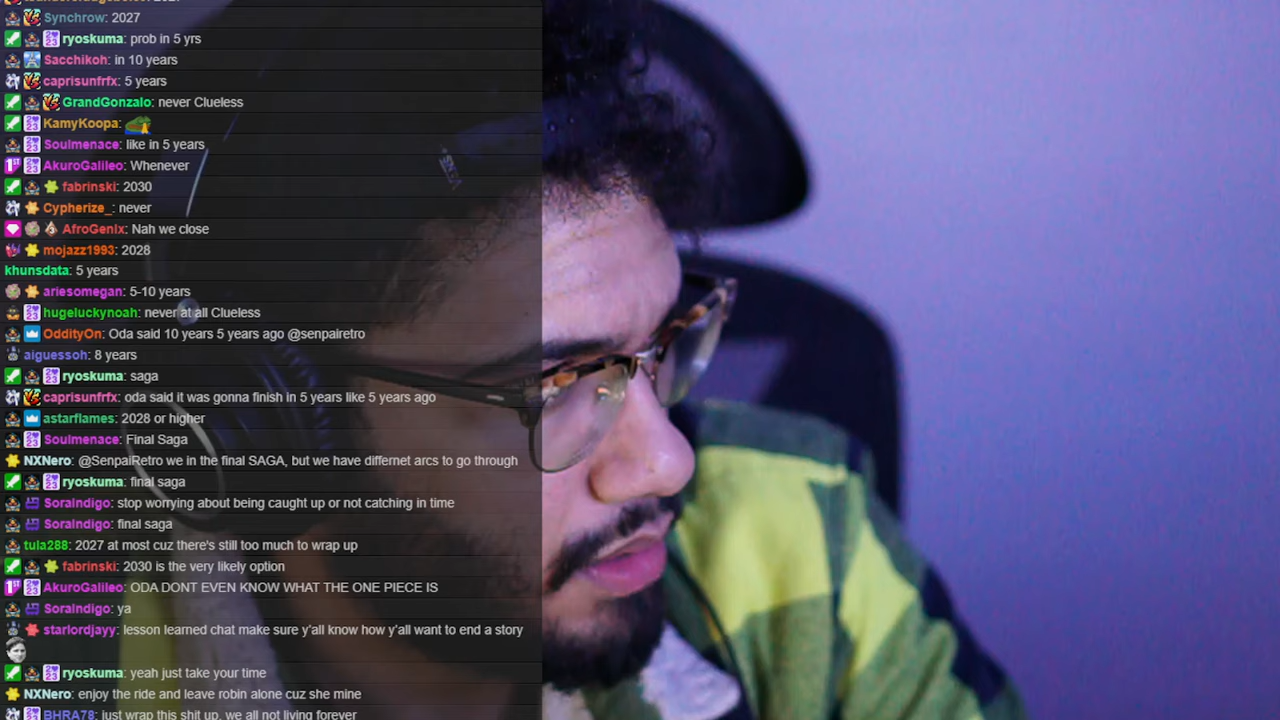 Synchrow: 2027
ryoskuma: prob in 5 yrs
Sacchikoh: in 10 years
caprisunfrfx: 5 years
GrandGonzalo: never Clueless
KamyKoopa:
Soulmenace: like in 5 years
AkuroGalileo: Whenever
fabrinski: 2030
Cypherize_: never
AfroGenix: Nah we close
mojazz1993: 2028
khunsdata: 5 years
ariesomegan: 5-10 years
hugeluckynoah: never at all Clueless
OddityOn: Oda said 10 years 5 years ago @senpairetro
aiguessoh: 8 years
ryoskuma: saga
caprisunfrfx: oda said it was gonna finish in 5 years like 5 years ago
astarflames: 2028 or higher
Soulmenace: Final Saga
NXNero: @SenpaiRetro we in the final SAGA, but we have differnet arcs to go through
ryoskuma: final saga
SoraIndigo: stop worrying about being caught up or not catching in time
SoraIndigo: final saga
tula288: 2027 at most cuz there's still too much to wrap up
fabrinski: 2030 is the very likely option
AkuroGalileo: ODA DONT EVEN KNOW WHAT THE ONE PIECE IS
SoraIndigo: ya
starlordjayy: lesson learned chat make sure y'all know how y'all want to end a story
ryoskuma: yeah just take your time
NXNero: enjoy the ride and leave robin alone cuz she mine
BHRA78: just wrap this shit up, we all not living forever